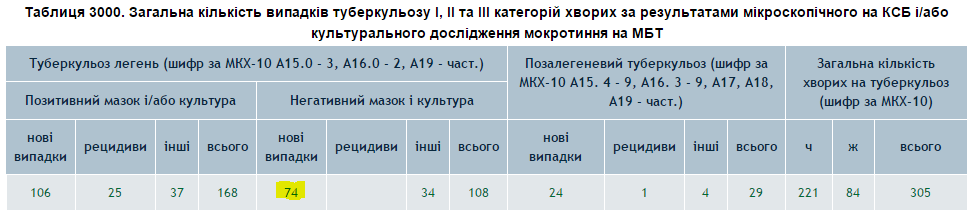 Таблиця 3000. Загальна кількість випадків туберкульозу І, ІІ та ІІІ категорій хворих за результатами мікроскопічного на КСБ і/або
культурального дослідження мокротиння на МБТ
Туберкульоз легень (шифр за МКХ-10 А15.0 - 3, А16.0 - 2, А19 - част.)
Позалегеневий туберкульоз (шифр за
МКХ-10 А15. 4 - 9, А16. 3 - 9, А17, А18,
А19 - част.)
Загальна кількість
хворих на туберкульоз
(шифр за МКХ-10)
Позитивний мазок і/або культура
Негативний мазок і культура
нові
випадки
рецидиви
інші
всього
нові
випадки
рецидиви
інші
всього
нові
випадки
рецидиви
інші
всього
ч
ж
всього
106 25 37 168 74 34 108 24 1 4 29 221 84 305